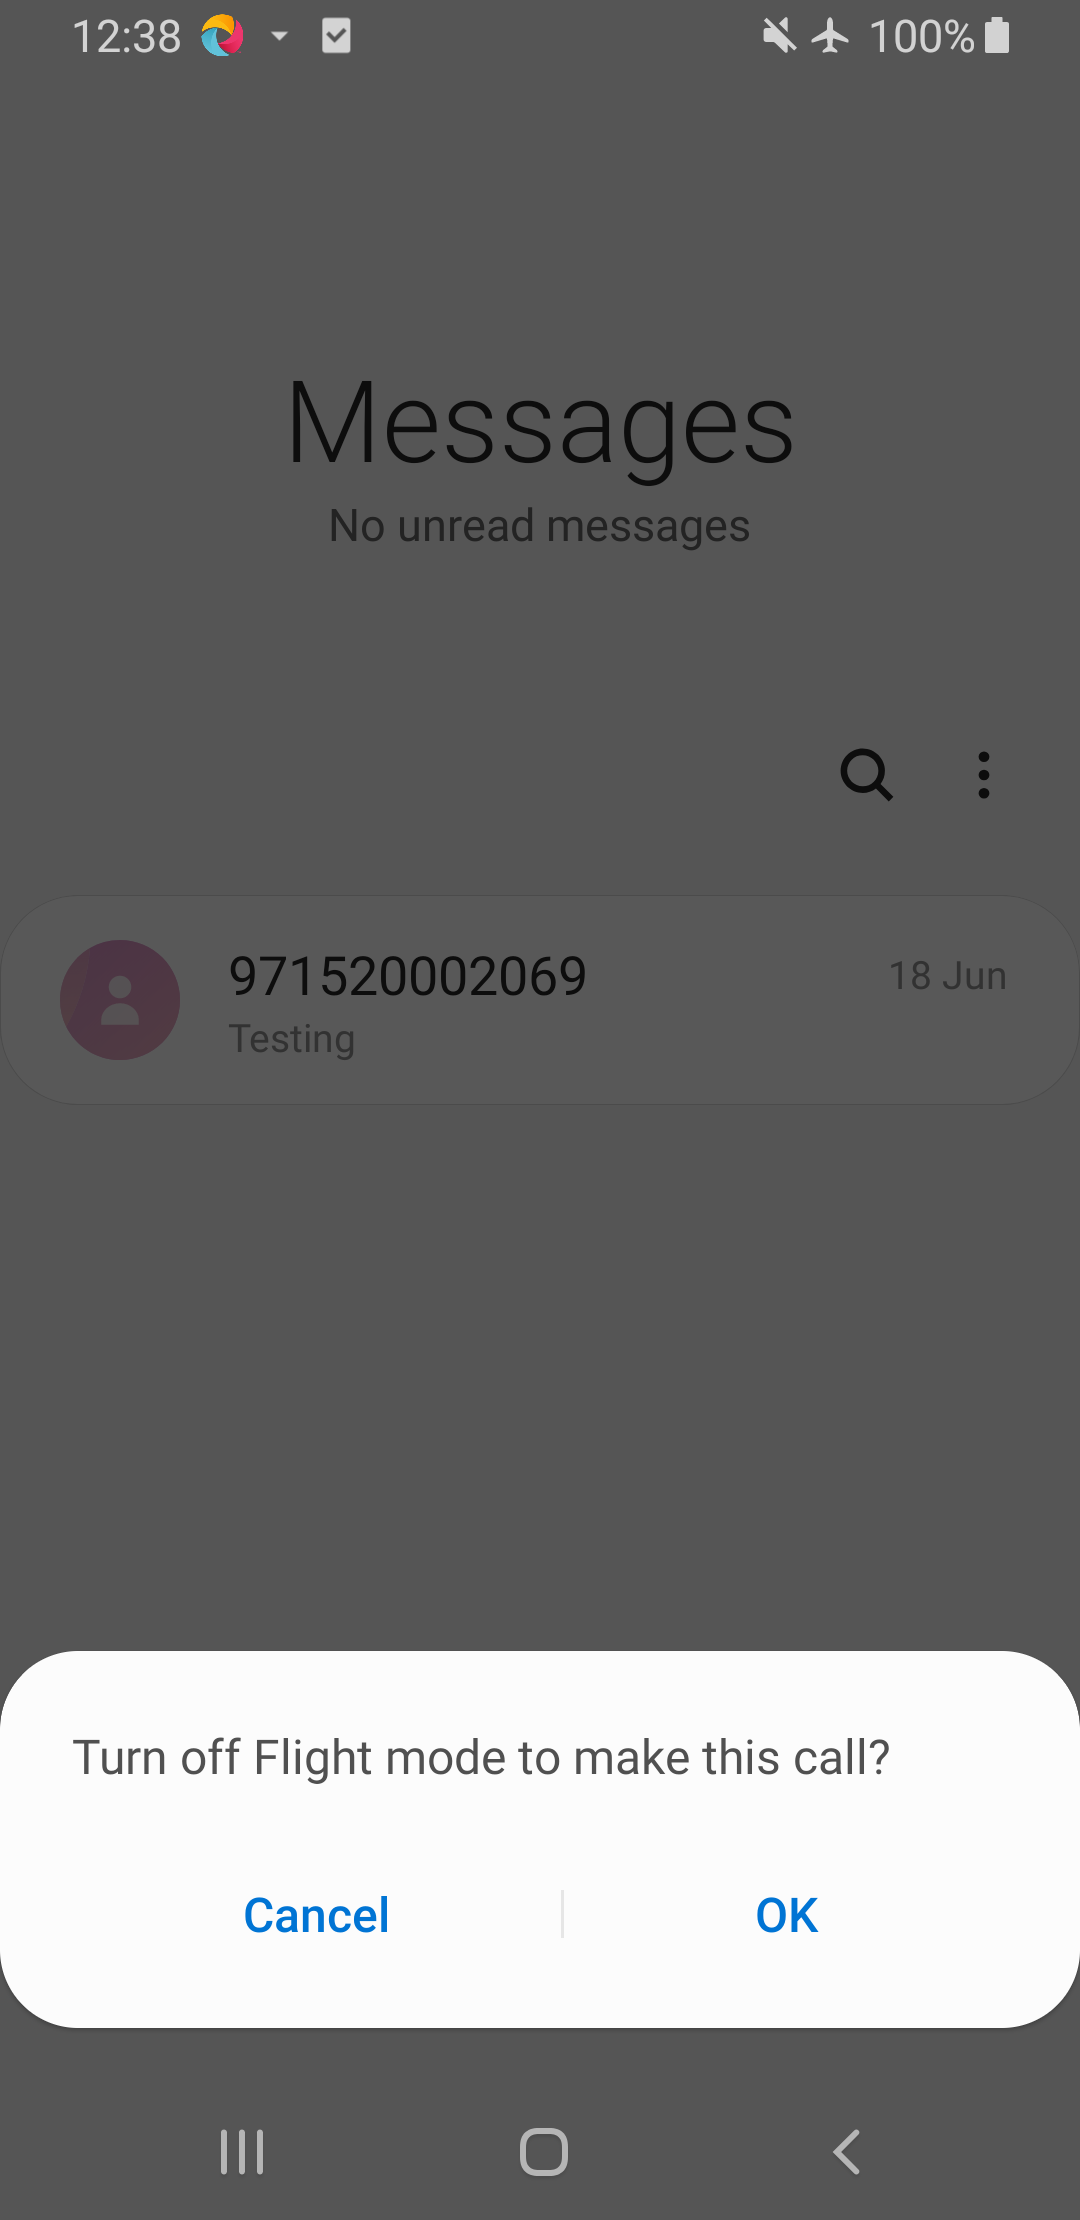 12:38
100%
Messages
No unread messages
971520002069
18 Jun
Testing
Turn off Flight mode to make this call?
Cancel
OK